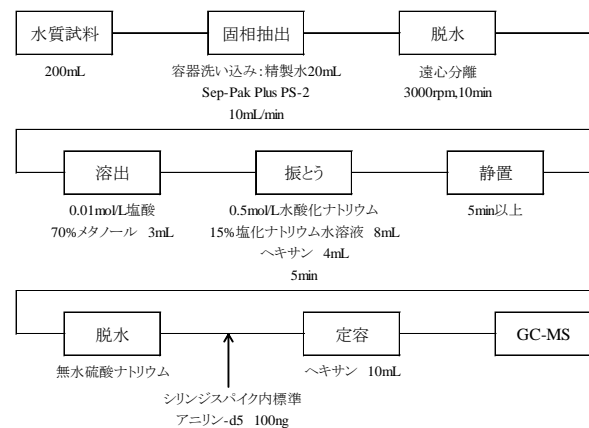 水質試料
200mL
固相抽出
容器洗い込み：精製水20mL
Sep-Pak Plus PS-2
10mL/min
脱水
遠心分離
3000rpm,10min
溶出
0.01mol/L塩酸
70%メタノール 3mL
振とう
0.5mol/L水酸化ナトリウム
15%塩化ナトリウム水溶液 8mL
ヘキサン 4mL
5min
静置
5min以上
脱水
無水硫酸ナトリウム
シリンジスパイク内標準
アニリン-d5 100ng
定容
ヘキサン 10mL
GC-MS